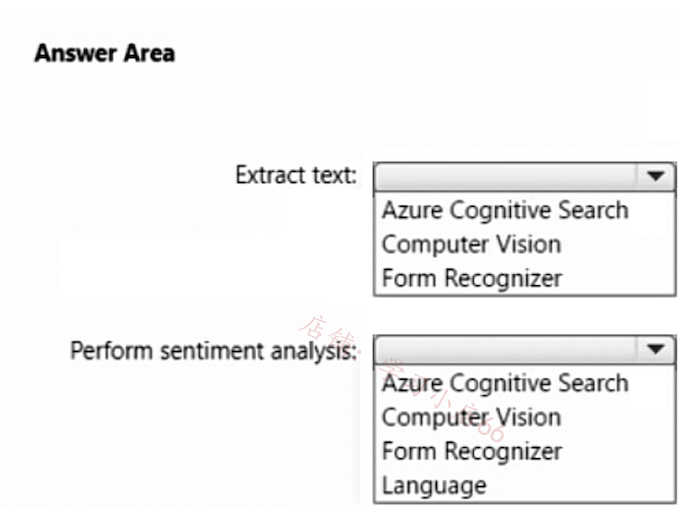 Answer Area
Extract text:
Azure Cognitive Search
Computer Vision
Form Recognizer
Perform sentiment analysis:
Azure Cognitive Search
Computer Vision
Form Recognizer
Language